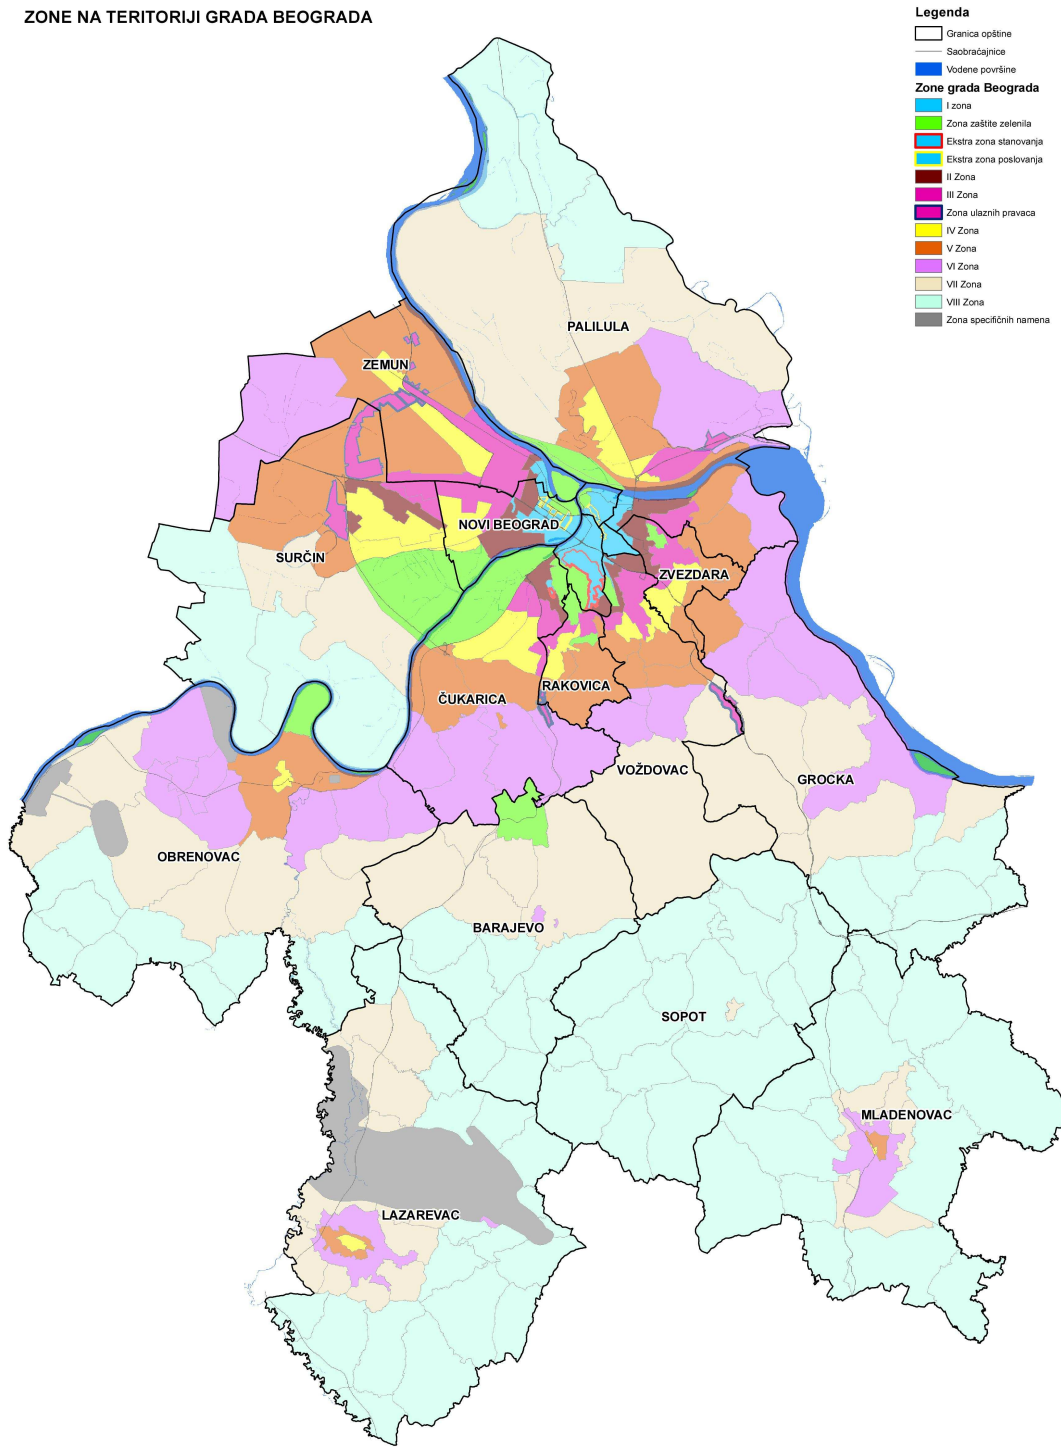 ZONE NA TERITORIJI GRADA BEOGRADA
Legenda
Granica opštine
Saobraćajnice
Vodene površine
Zone grada Beograda
I zona
Zona zaštite zelenila
Ekstra zona stanovanja
Ekstra zona poslovanja
II Zona
III Zona
Zona ulaznih pravaca
IV Zona
V Zona
VI Zona
VII Zona
VIII Zona
Zona specifičnih namena
PALILULA
ZEMUN
NOVI BEOGRAD
SURČIN
ZVEZDARA
ČUKARICA
RAKOVICA
VOŽDOVAC
GROCKA
OBRENOVAC
BARAJEVO
SOPOT
MLADENOVAC
LAZAREVAC